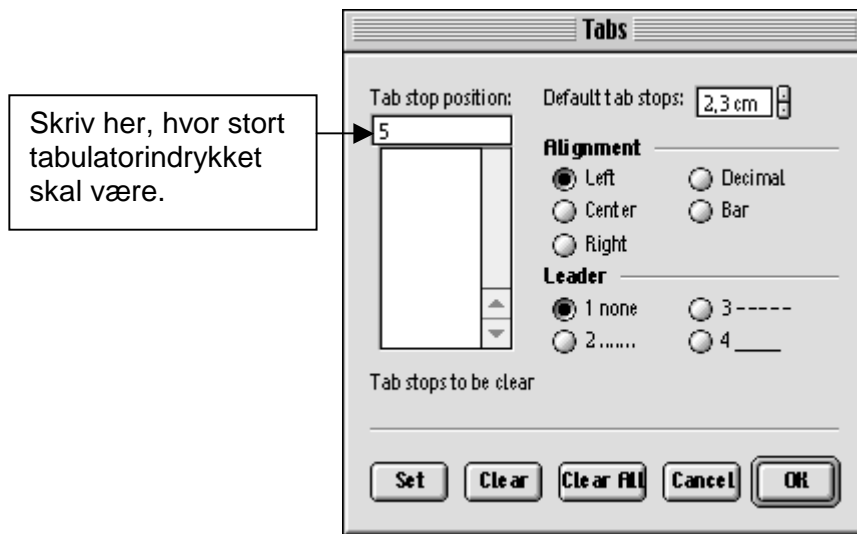 Tabs
Tab stop position:
Default tab stops: 2,3 cm
Skriv her, hvor stort
tabulatorindrykket
skal være.
5
Alignment
Left
Decimal
Center
Bar
Right
Leader
1 none
3 -----
2 ......
4 ____
Tab stops to be clear
Set
Clear
Clear All
Cancel
OK